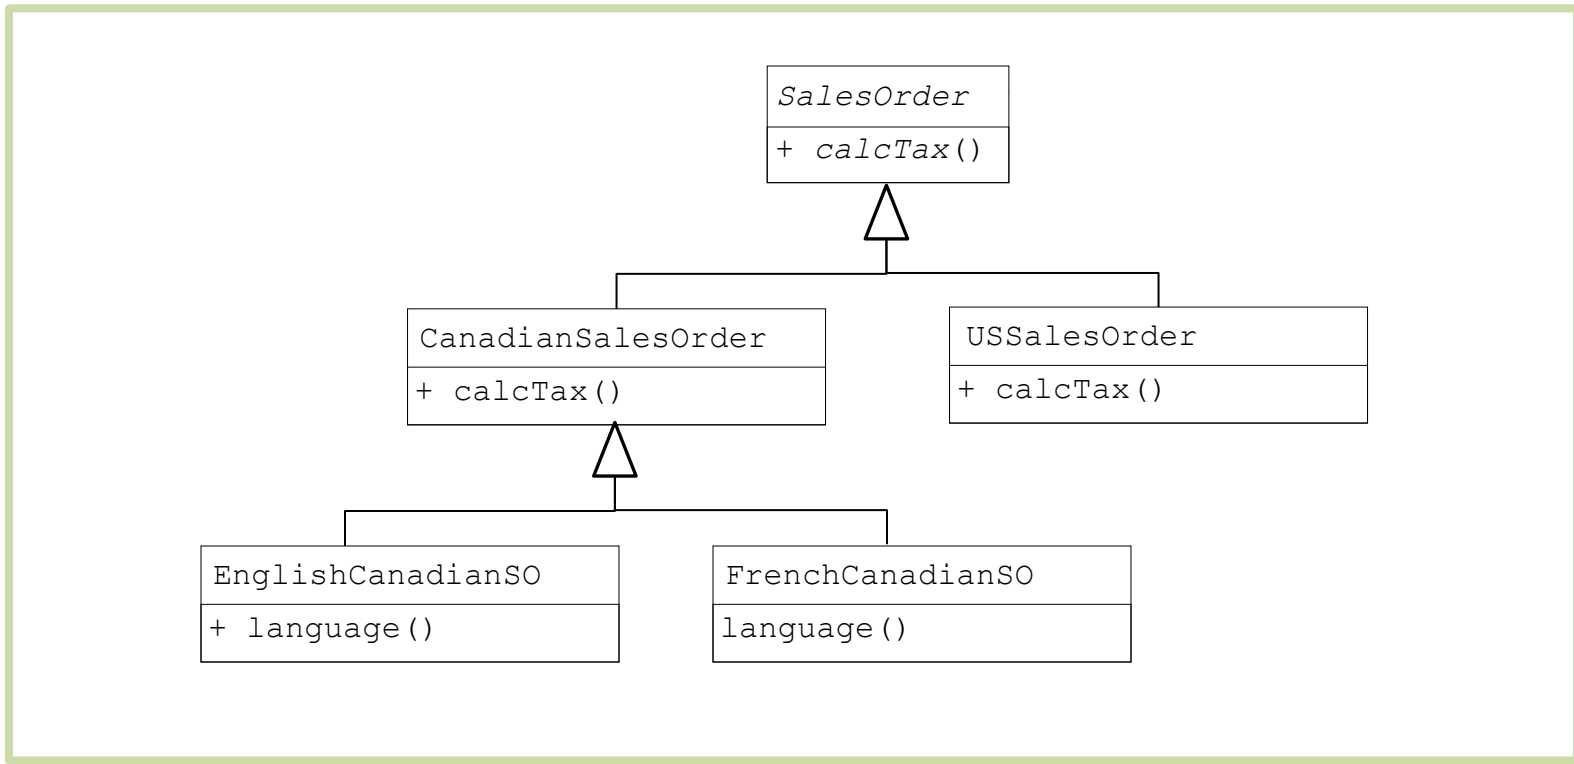 SalesOrder
+ calcTax()
CanadianSalesOrder
+ calcTax()
USSalesOrder
+ calcTax()
EnglishCanadianSO
+ language()
FrenchCanadianSO
language()